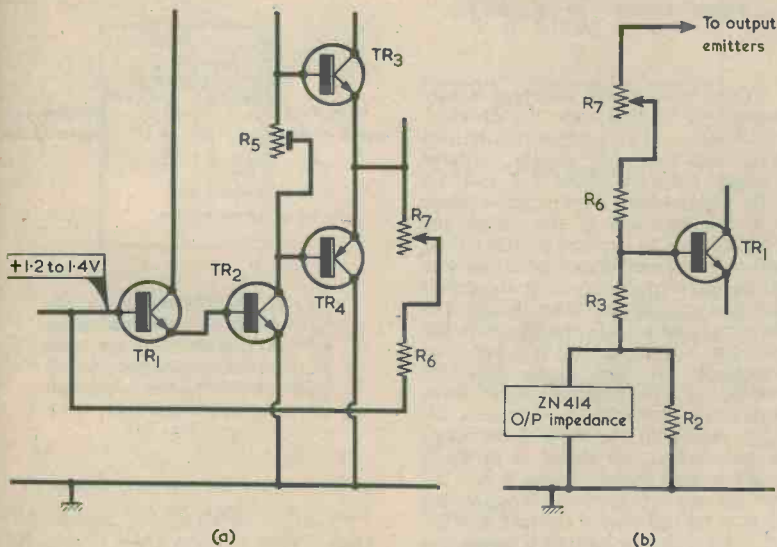 TR3
R5
R7
+1·2 to 1·4V
TR1
TR2
TR4
R6
(a)
To output
emitters
R7
R6
TR1
R3
ZN414
O/P impedance
R2
(b)